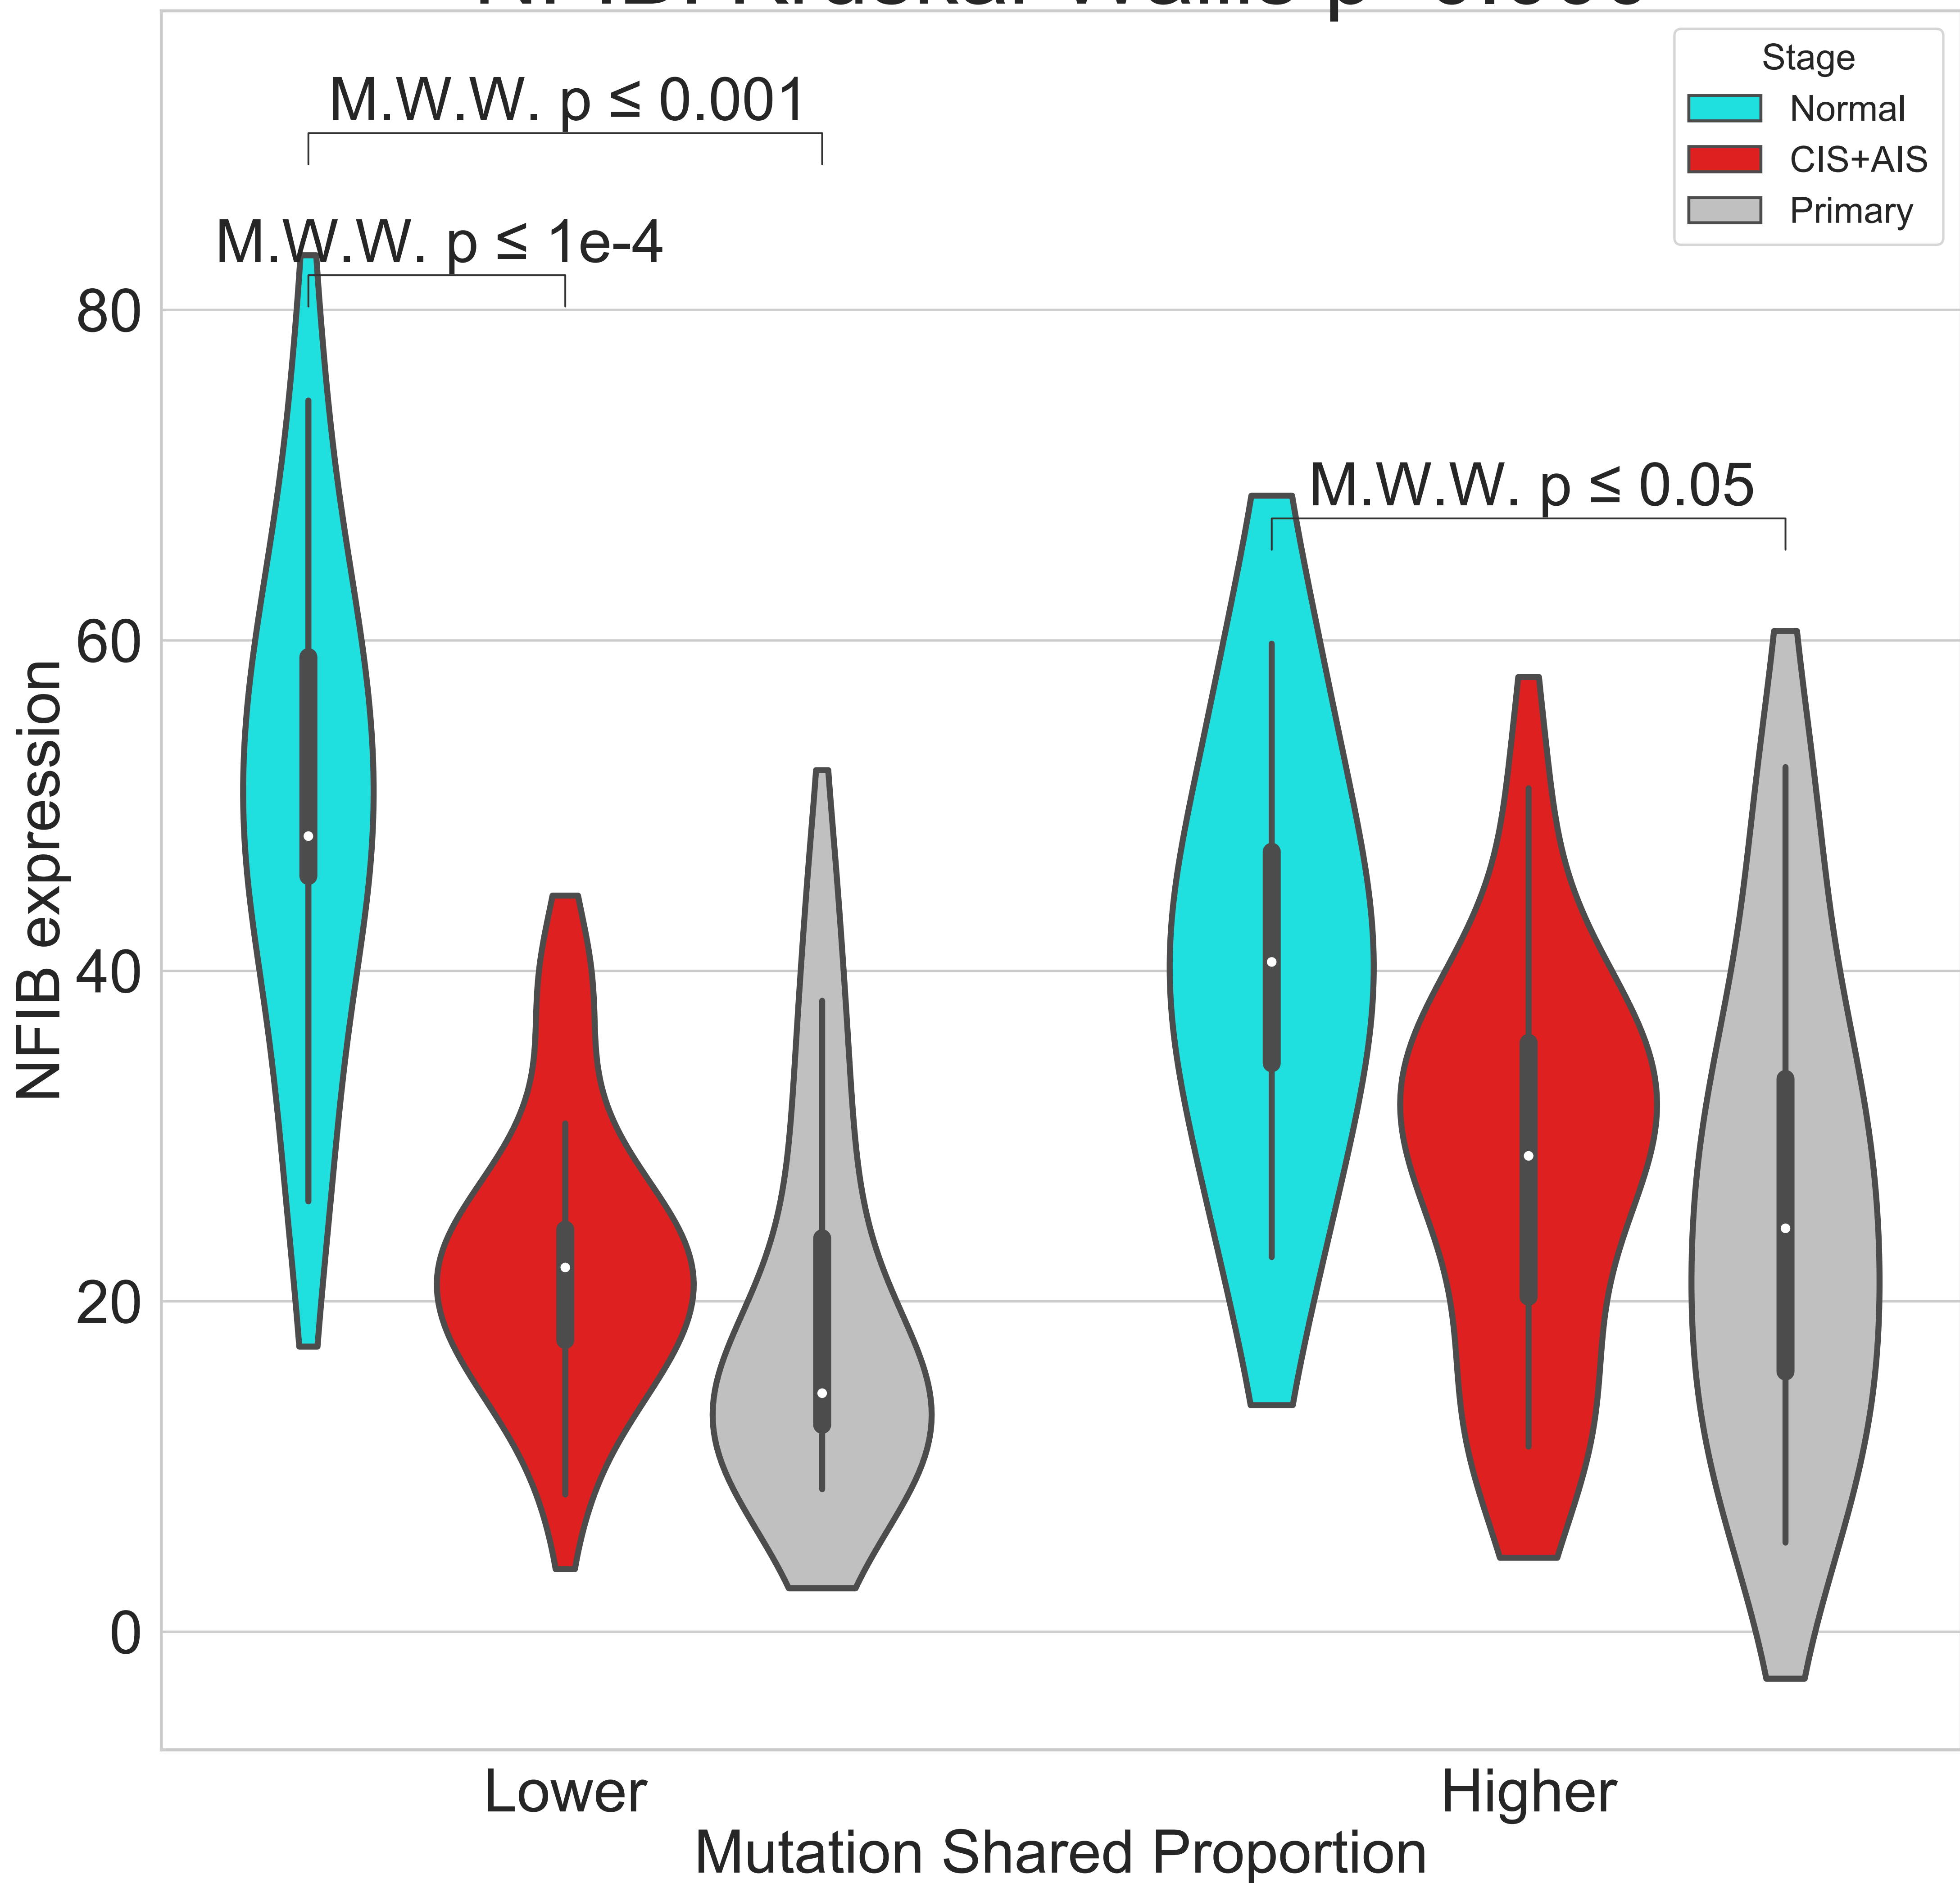 M.W.W. p ≤ 0.001
Stage
Normal
CIS+AIS
Primary
M.W.W. p ≤ 1e-4
M.W.W. p ≤ 0.05
80
60
40
20
0
NFIB expression
Lower
Higher
Mutation Shared Proportion